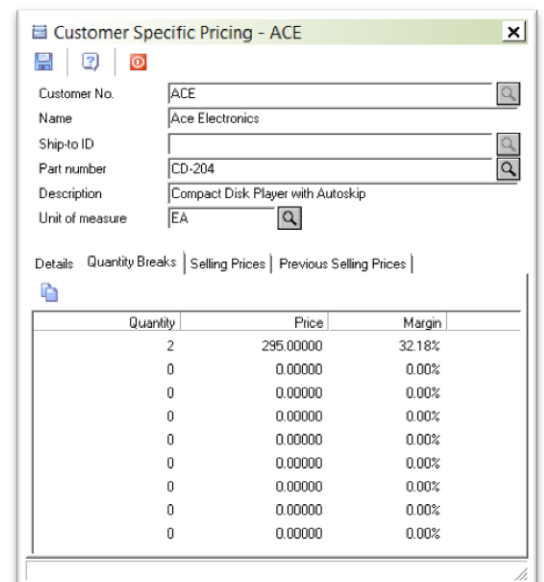 Customer Specific Pricing - ACE
Customer No. ACE
Name Ace Electronics
Ship-to ID
Part number CD-204
Description Compact Disk Player with Autoskip
Unit of measure EA
Details Quantity Breaks Selling Prices Previous Selling Prices
Quantity Price Margin
2 295.00000 32.18%
0 0.00000 0.00%
0 0.00000 0.00%
0 0.00000 0.00%
0 0.00000 0.00%
0 0.00000 0.00%
0 0.00000 0.00%
0 0.00000 0.00%
0 0.00000 0.00%